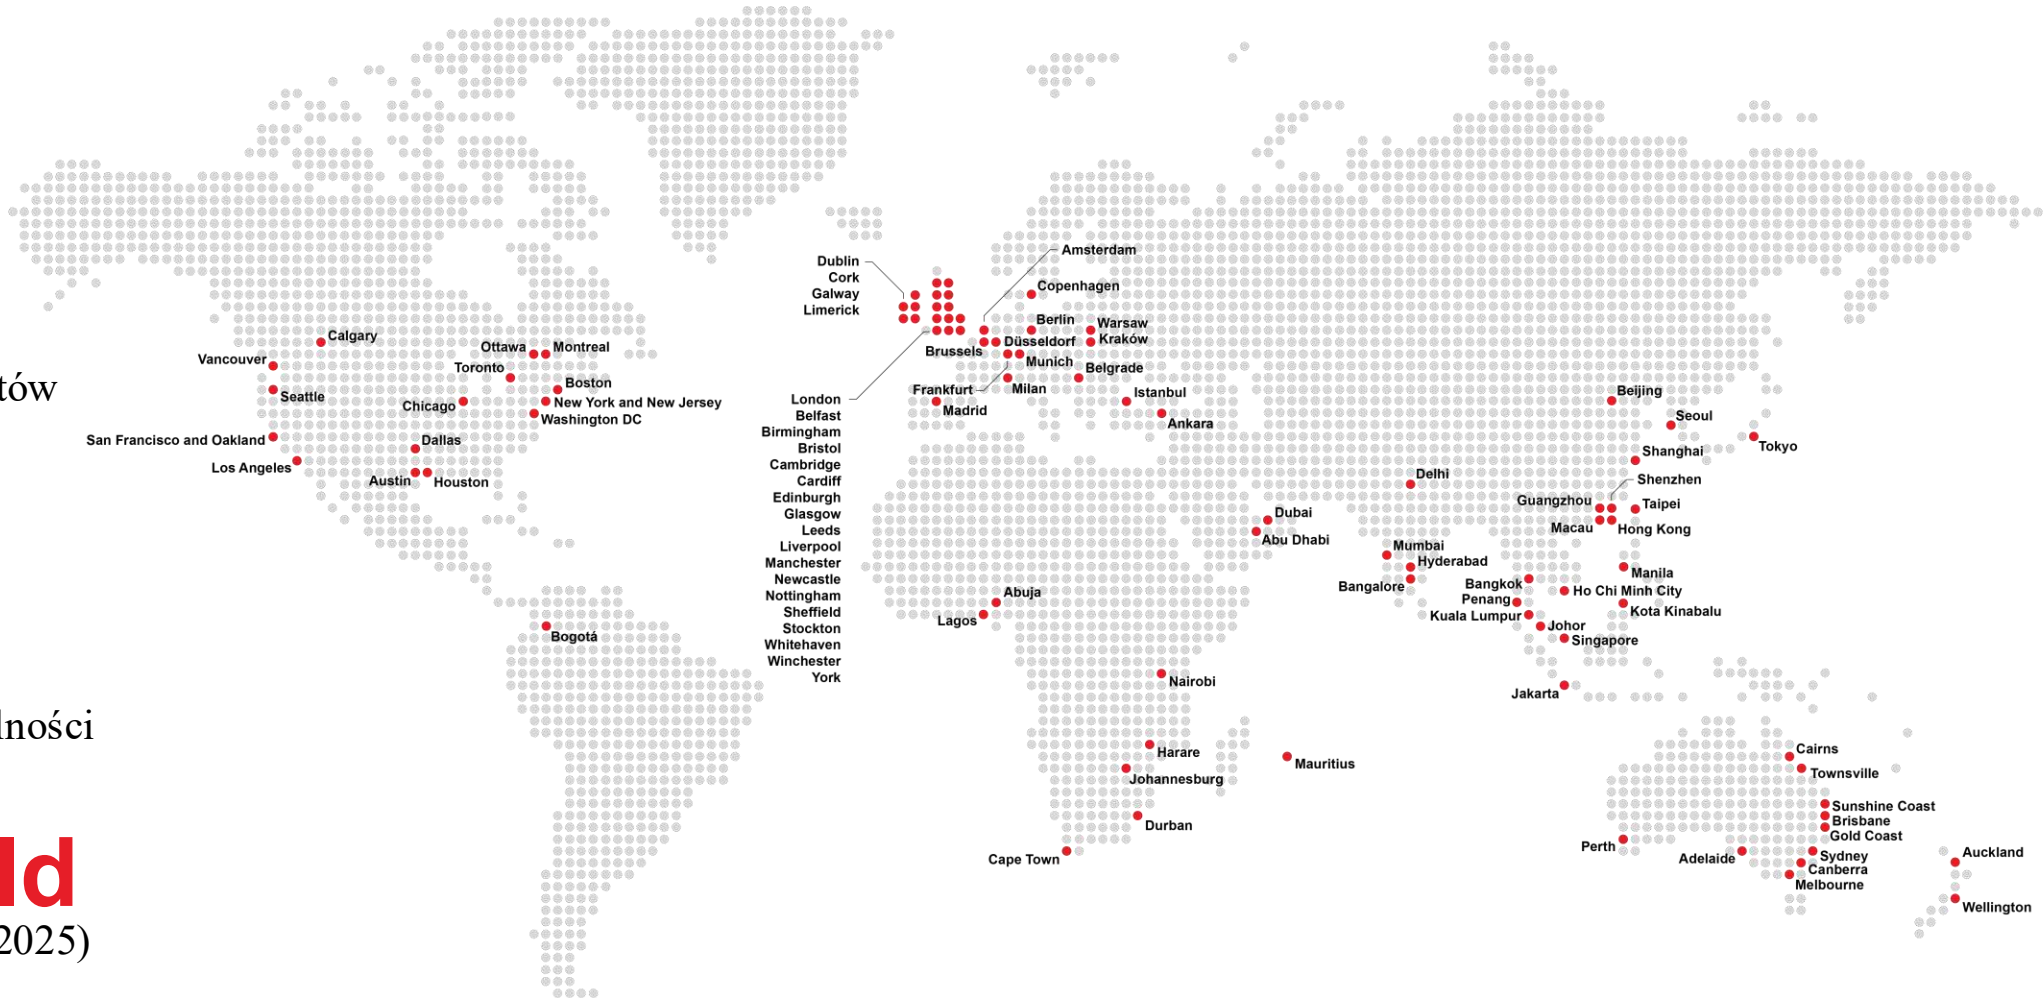 tów
lności
ld
2025)
Calgary
Vancouver
Seattle
San Francisco and Oakland
Los Angeles
Ottawa
Montreal
Toronto
Boston
Chicago
New York and New Jersey
Washington DC
Dallas
Austin
Houston
Bogotá
Dublin
Cork
Galway
Limerick
London
Belfast
Birmingham
Bristol
Cambridge
Cardiff
Edinburgh
Glasgow
Leeds
Liverpool
Manchester
Newcastle
Nottingham
Sheffield
Stockton
Whitehaven
Winchester
York
Amsterdam
Copenhagen
Berlin
Warsaw
Kraków
Düsseldorf
Brussels
Munich
Belgrade
Frankfurt
Milan
Madrid
Istanbul
Ankara
Abuja
Lagos
Nairobi
Harare
Johannesburg
Durban
Cape Town
Mauritius
Dubai
Abu Dhabi
Delhi
Mumbai
Hyderabad
Bangalore
Beijing
Seoul
Tokyo
Shanghai
Shenzhen
Guangzhou
Taipei
Macau
Hong Kong
Manila
Bangkok
Ho Chi Minh City
Penang
Kota Kinabalu
Kuala Lumpur
Johor
Singapore
Jakarta
Cairns
Townsville
Sunshine Coast
Brisbane
Gold Coast
Perth
Adelaide
Sydney
Canberra
Melbourne
Auckland
Wellington